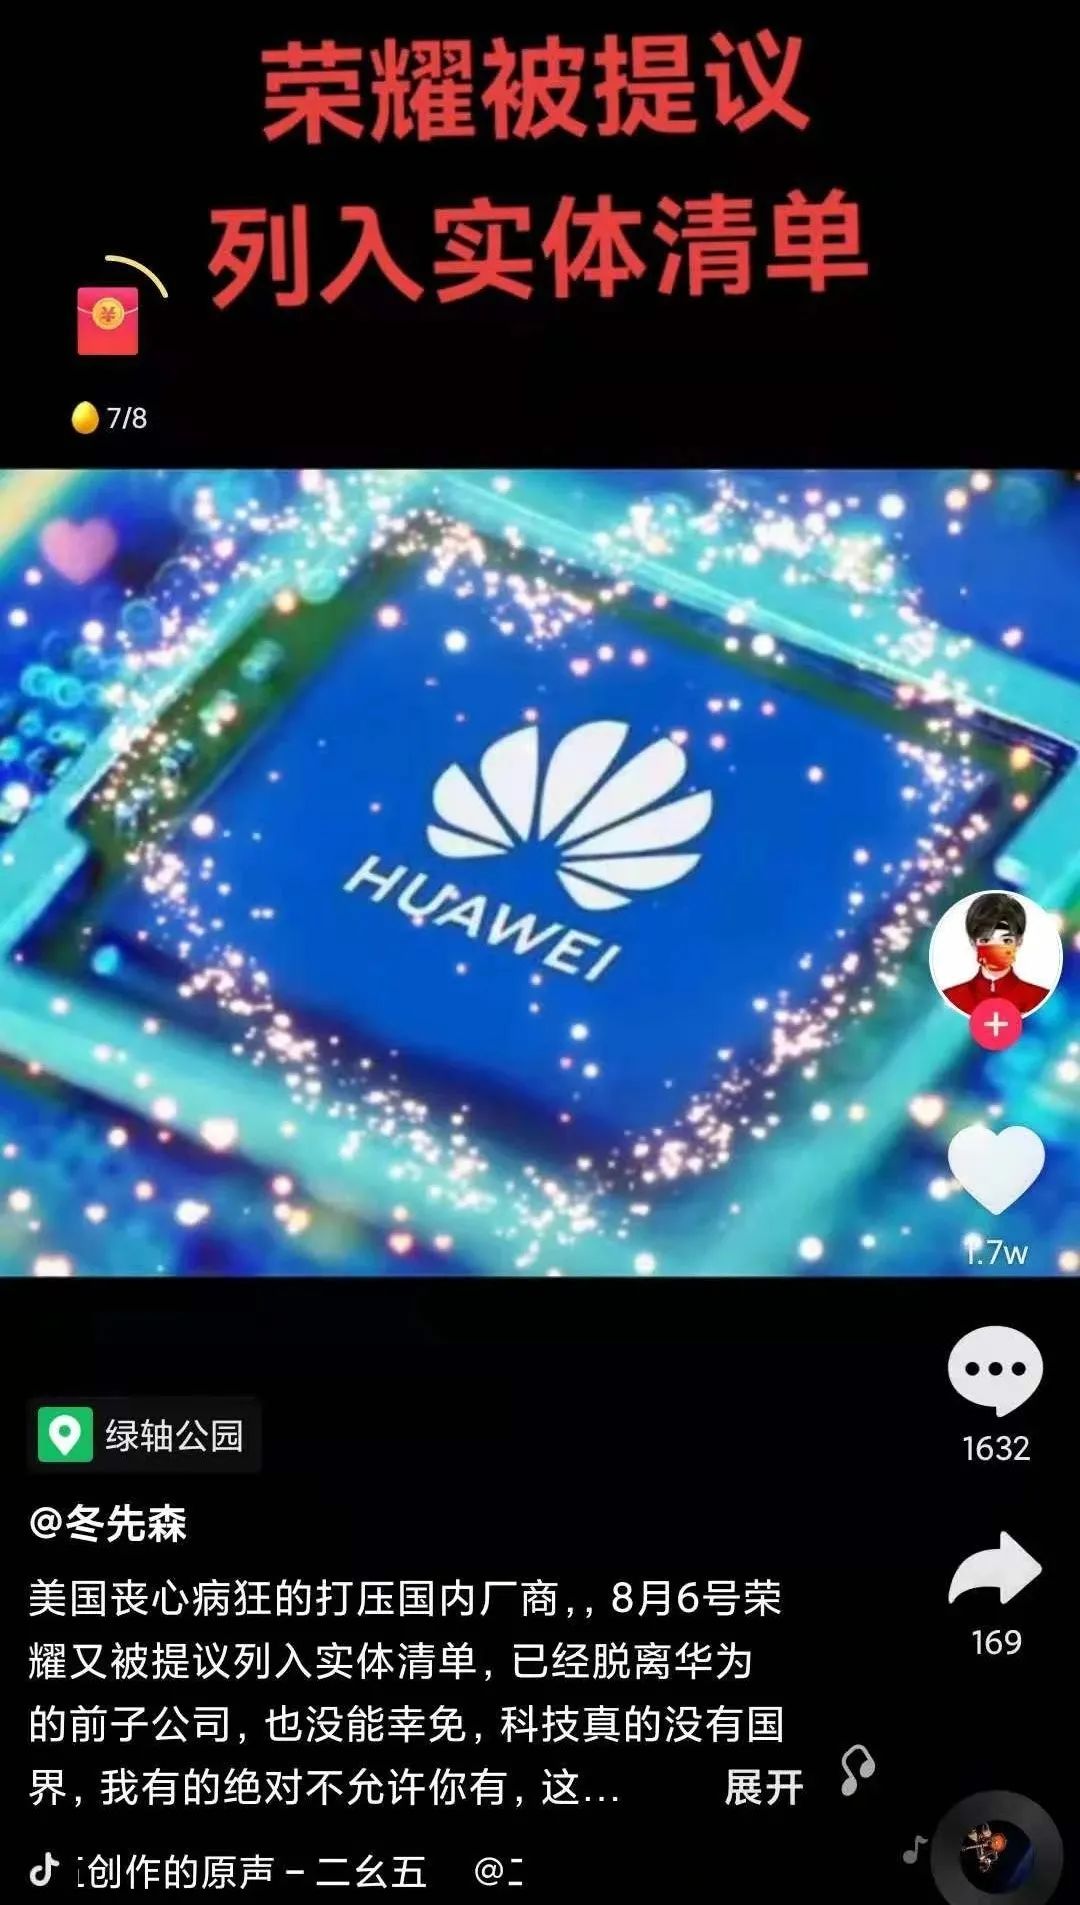 荣耀被提议
列入实体清单
¥
7/8
HUAWEI
1.7w
1632
169
绿轴公园
@冬先森
美国丧心病狂的打压国内厂商,, 8月6号荣
耀又被提议列入实体清单, 已经脱离华为
的前子公司, 也没能幸免, 科技真的没有国
界, 我有的绝对不允许你有, 这... 展开
创作的原声 – 二幺五 @